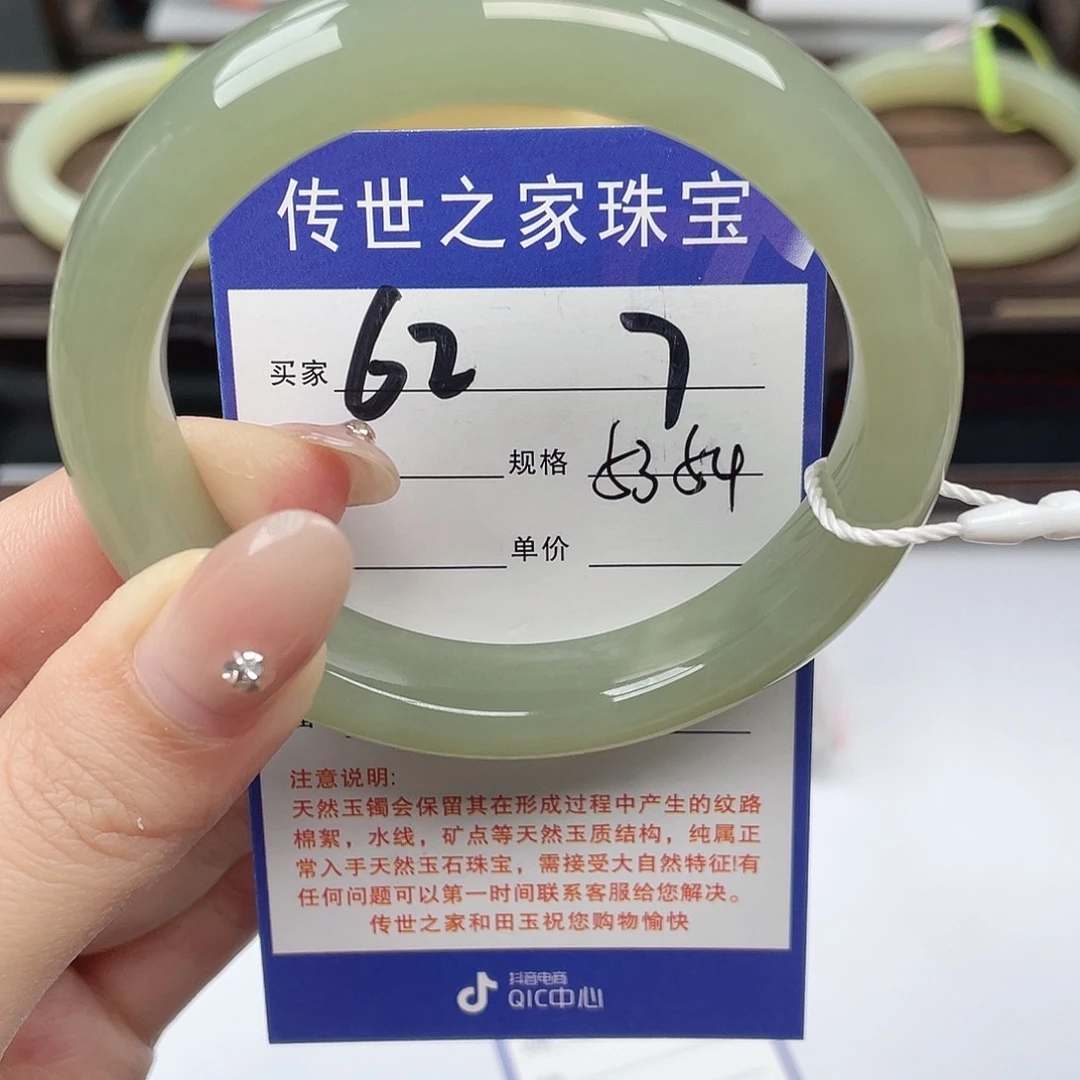 传世之家珠宝
买家 62 7
规格 53 54
单价
注意说明:
天然玉镯会保留其在形成过程中产生的纹路
棉絮，水线，矿点等天然玉质结构，纯属正
常入手天然玉石珠宝，需接受大自然特征!有
任何问题可以第一时间联系客服给您解决。
传世之家和田玉祝您购物愉快
抖音电商
QIC中心